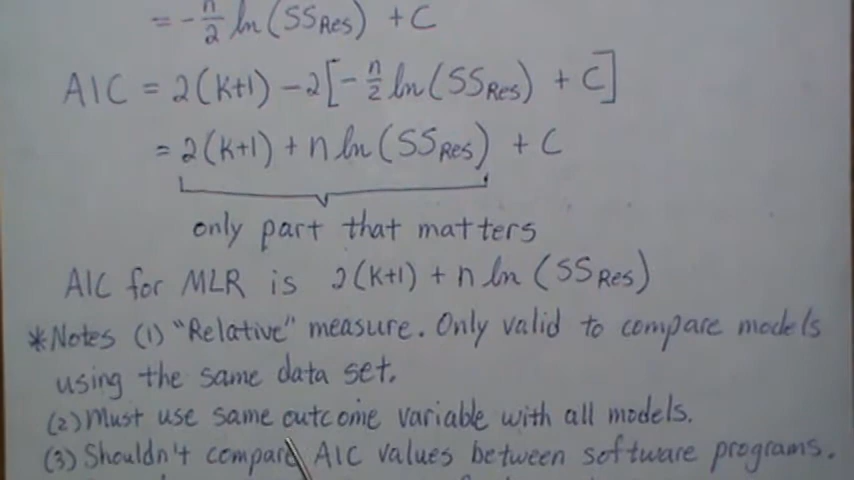 = -n/2 ln(SSRes) + C
AIC = 2(K+1) - 2[-n/2 ln(SSRes) + C]
= 2(K+1) + n ln(SSRes) + C
only part that matters
AIC for MLR is 2(K+1) + n ln(SSRes)
*Notes (1) "Relative" measure. Only valid to compare models
using the same data set.
(2) Must use same outcome variable with all models.
(3) Shouldn't compare AIC values between software programs.